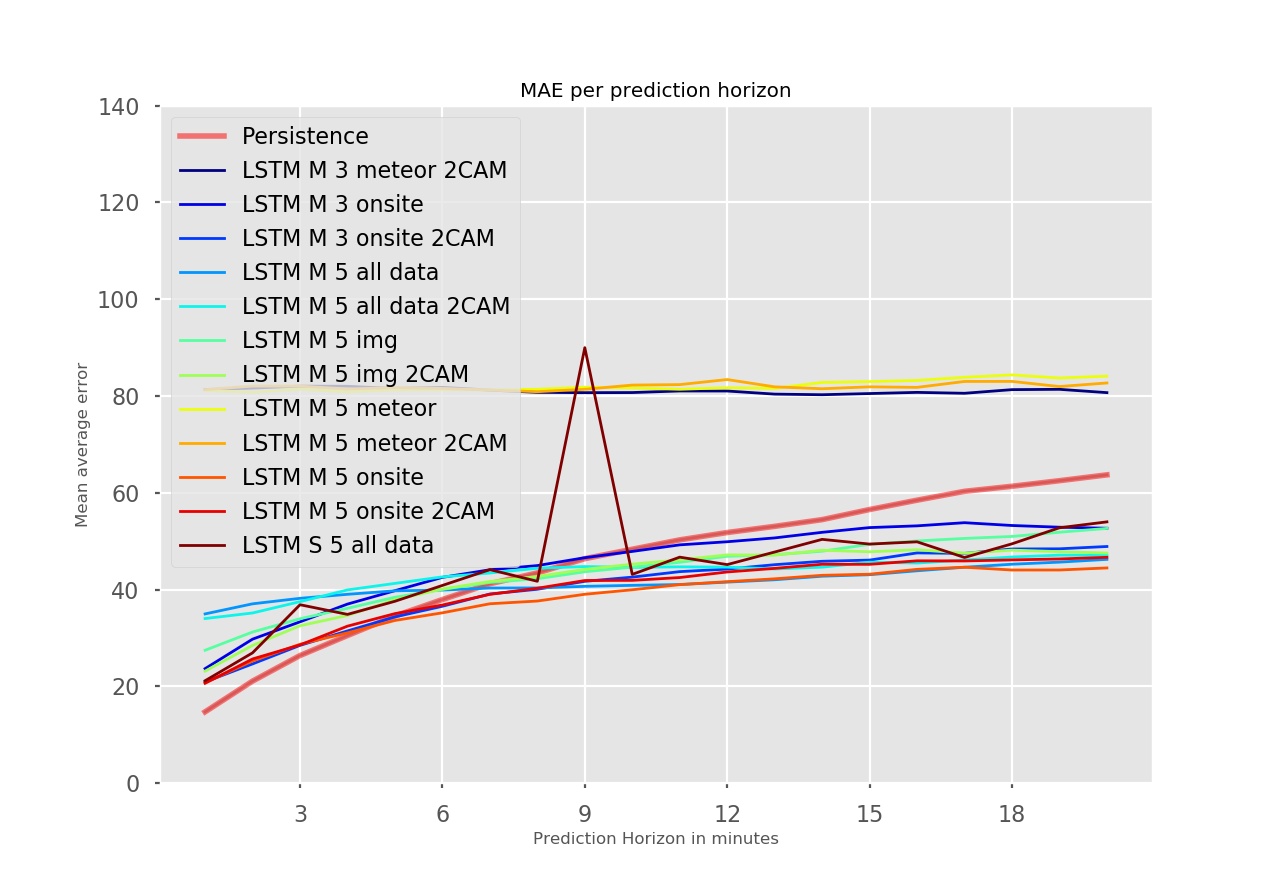 MAE per prediction horizon
140
120
100
80
60
40
20
0
Mean average error
Persistence
LSTM M 3 meteor 2CAM
LSTM M 3 onsite
LSTM M 3 onsite 2CAM
LSTM M 5 all data
LSTM M 5 all data 2CAM
LSTM M 5 img
LSTM M 5 img 2CAM
LSTM M 5 meteor
LSTM M 5 meteor 2CAM
LSTM M 5 onsite
LSTM M 5 onsite 2CAM
LSTM S 5 all data
3 6 9 12 15 18
Prediction Horizon in minutes